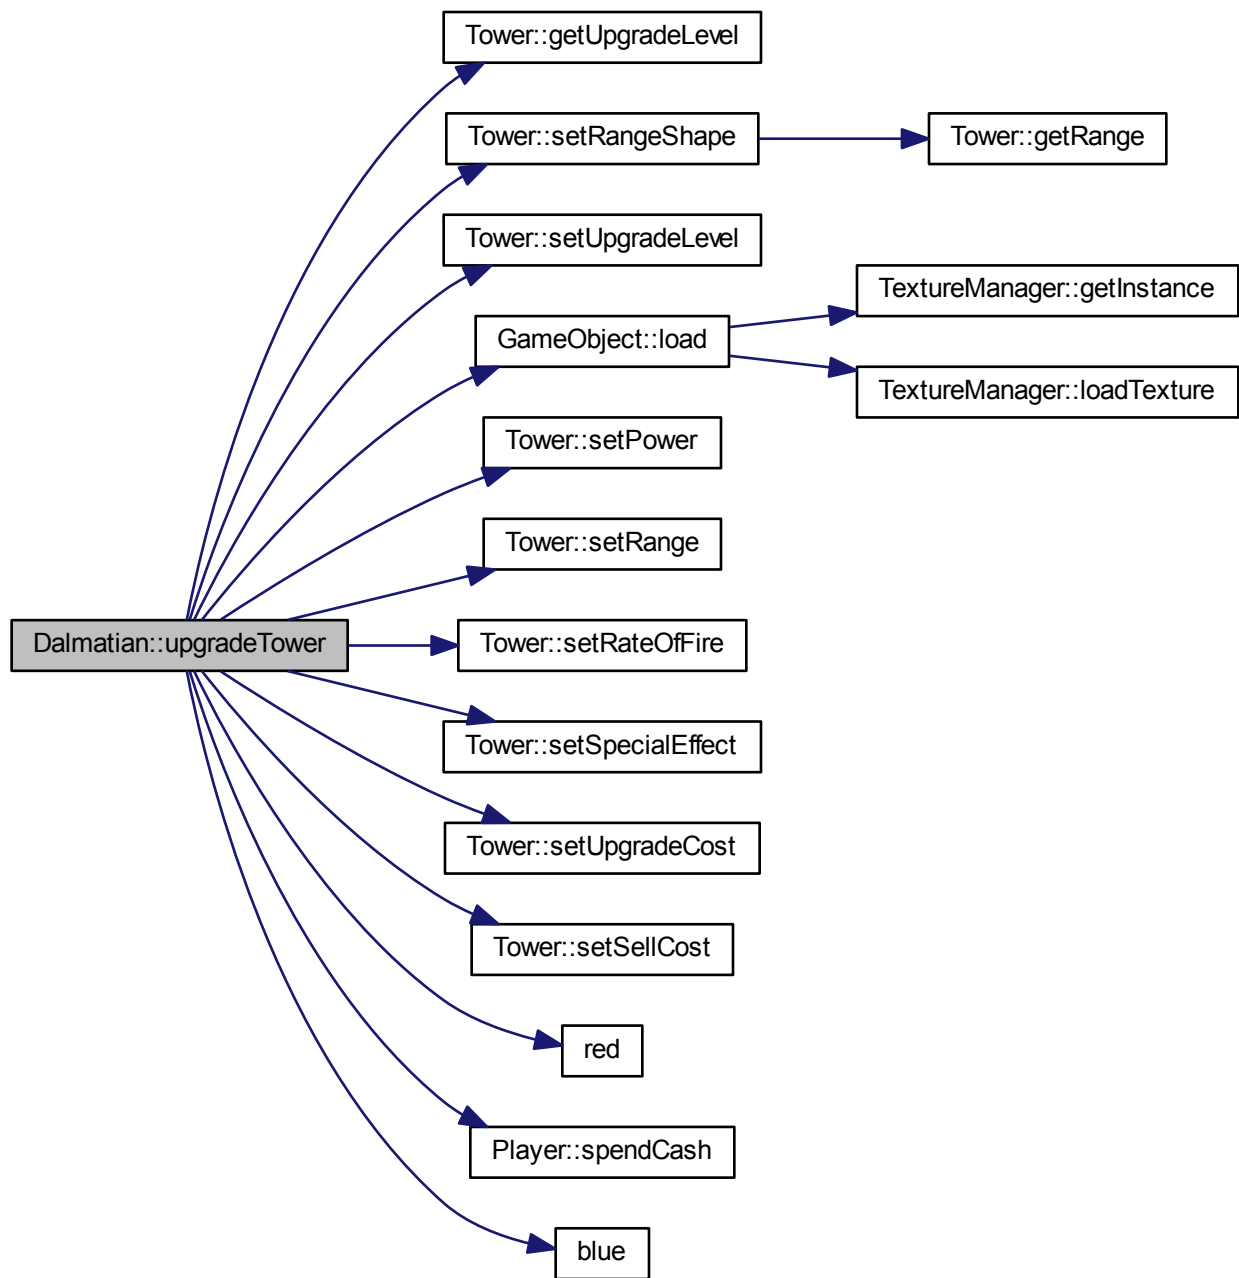 Tower::getUpgradeLevel
Tower::setRangeShape
Tower::getRange
Tower::setUpgradeLevel
TextureManager::getInstance
GameObject::load
TextureManager::loadTexture
Tower::setPower
Tower::setRange
Dalmatian::upgradeTower
Tower::setRateOfFire
Tower::setSpecialEffect
Tower::setUpgradeCost
Tower::setSellCost
red
Player::spendCash
blue